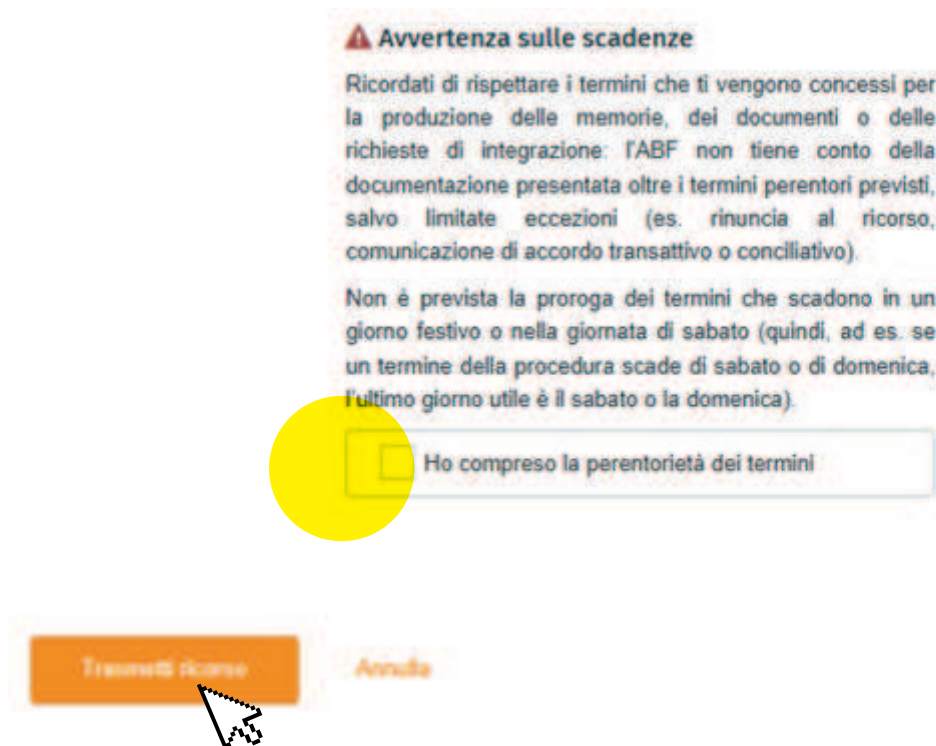 Avvertenza sulle scadenze
Ricordati di rispettare i termini che ti vengono concessi per
la produzione delle memorie, dei documenti o delle
richieste di integrazione: l'ABF non tiene conto della
documentazione presentata oltre i termini perentori previsti,
salvo limitate eccezioni (es. rinuncia al ricorso,
comunicazione di accordo transattivo o conciliativo).
Non è prevista la proroga dei termini che scadono in un
giorno festivo o nella giornata di sabato (quindi, ad es. se
un termine della procedura scade di sabato o di domenica,
l'ultimo giorno utile è il sabato o la domenica).
Ho compreso la perentorietà dei termini
Trasmetti ricorso
Annulla